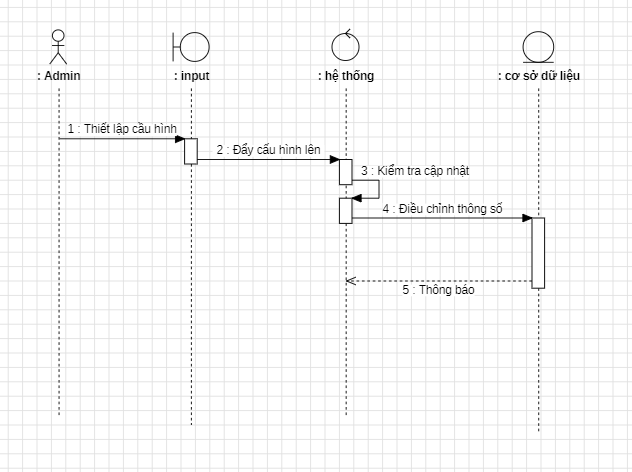 : Admin
: input
: hệ thống
: cơ sở dữ liệu
1 : Thiết lập cầu hình
2 : Đẩy cấu hình lên
3 : Kiểm tra cập nhật
4 : Điều chỉnh thông số
5 : Thông báo